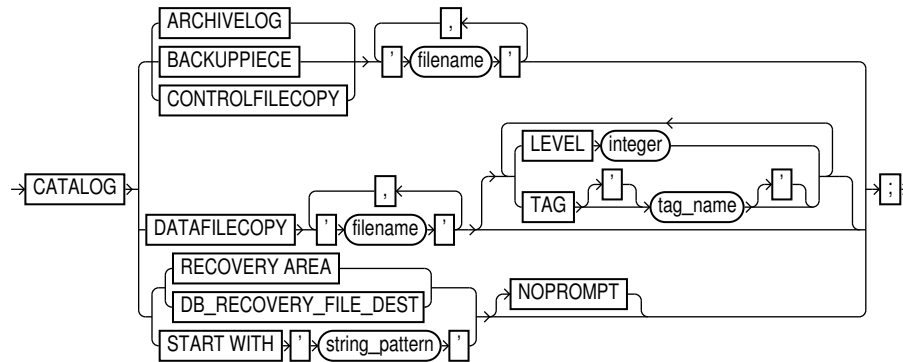 ARCHIVELOG
,
BACKUPPIECE ' filename '
CONTROLFILECOPY
LEVEL integer
CATALOG ;
, TAG ' tag_name '
DATAFILECOPY ' filename '
RECOVERY AREA
NOPROMPT
DB_RECOVERY_FILE_DEST
START WITH ' string_pattern '